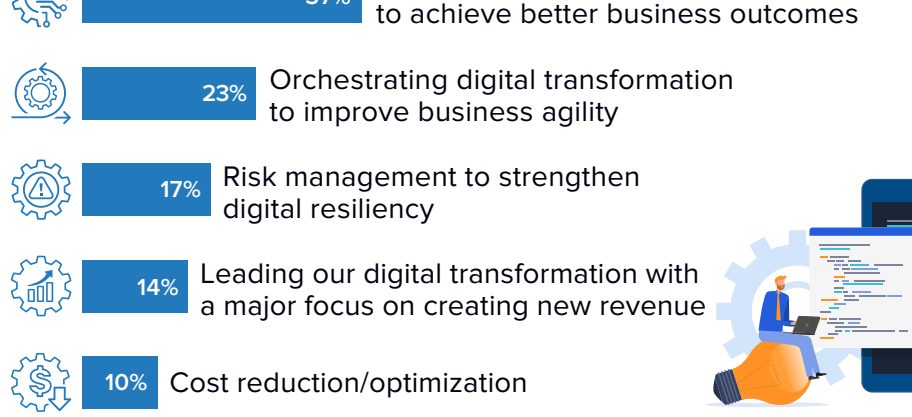 to achieve better business outcomes
23%
Orchestrating digital transformation
to improve business agility
17%
Risk management to strengthen
digital resiliency
14%
Leading our digital transformation with
a major focus on creating new revenue
10%
Cost reduction/optimization